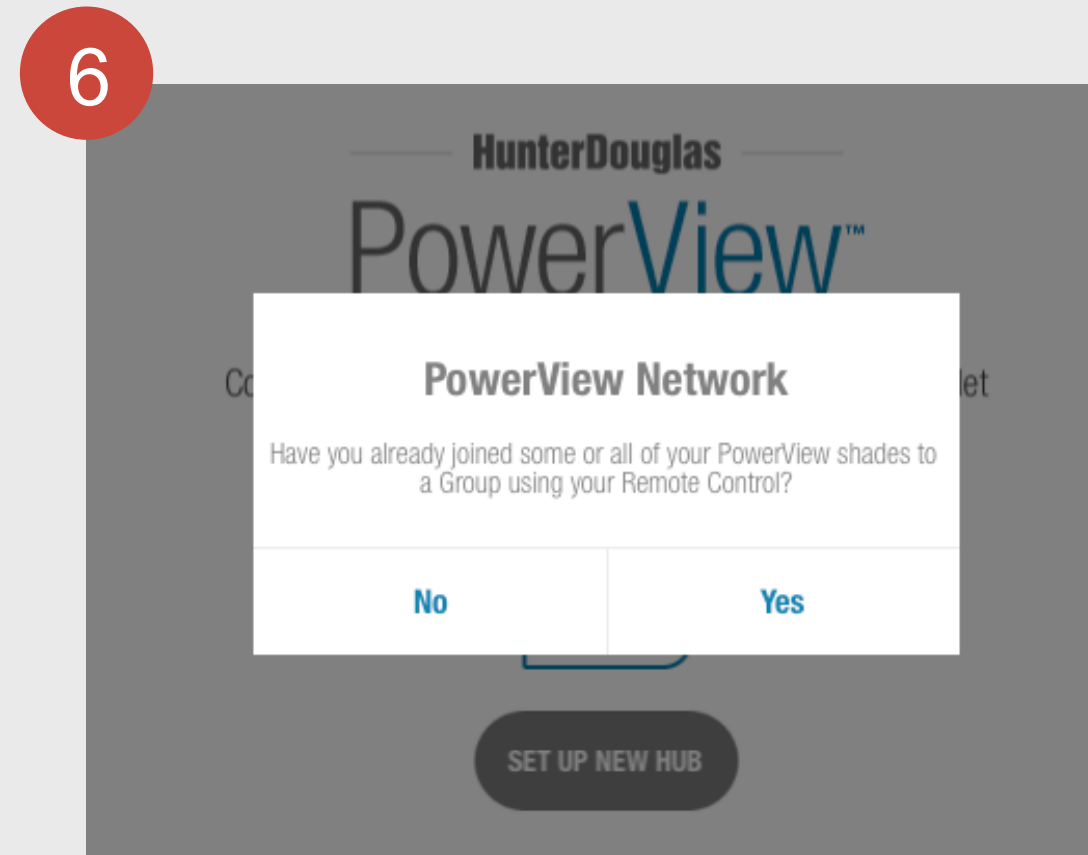 6
HunterDouglas
PowerView™
PowerView Network
Have you already joined some or all of your PowerView shades to
a Group using your Remote Control?
No Yes
SET UP NEW HUB